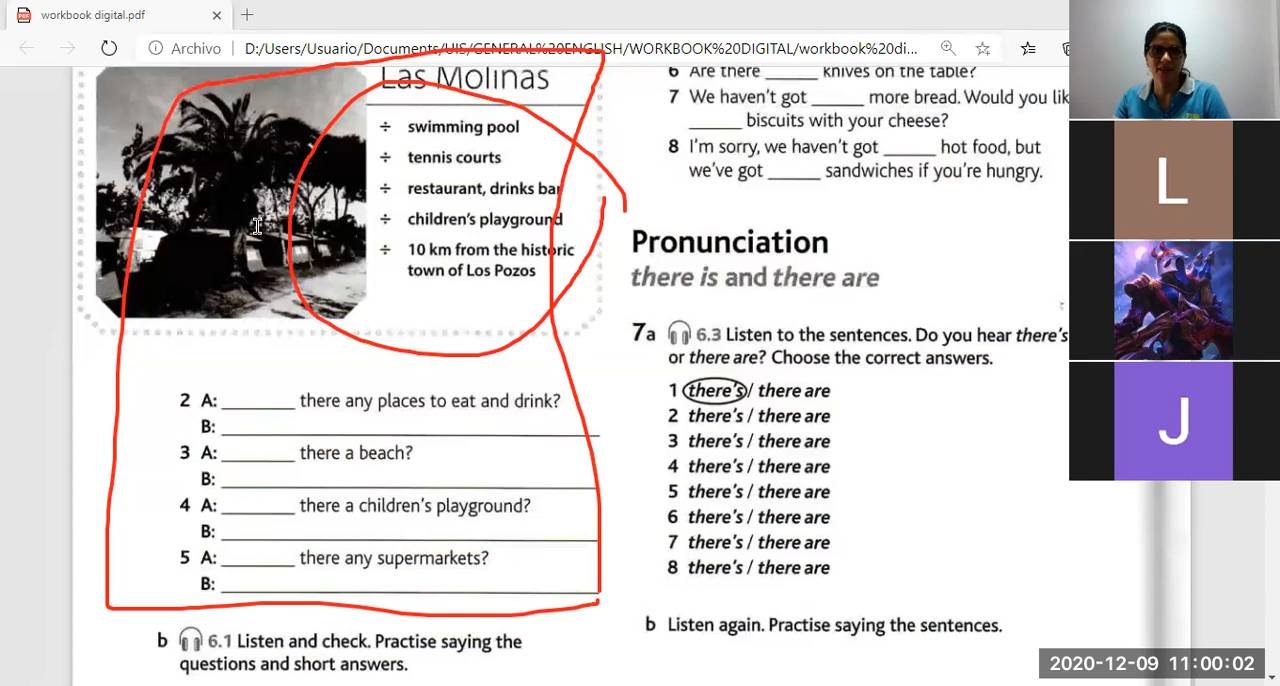 workbook digital.pdf
Archivo
D:/Users/Usuario/Documents/UIS/GENERAL%20ENGLISH/WORKBOOK%20DIGITAL/workbook%20di...
Las Molinas
÷ swimming pool
÷ tennis courts
÷ restaurant, drinks bar
÷ children's playground
÷ 10 km from the historic
town of Los Pozos
2 A: ________ there any places to eat and drink?
B: ________
3 A: ________ there a beach?
B: ________
4 A: ________ there a children's playground?
B: ________
5 A: ________ there any supermarkets?
B: ________
b 6.1 Listen and check. Practise saying the
questions and short answers.
6 Are there ______ knives on the table?
7 We haven't got ______ more bread. Would you lik
______ biscuits with your cheese?
8 I'm sorry, we haven't got ______ hot food, but
we've got ______ sandwiches if you're hungry.
Pronunciation
there is and there are
7a 6.3 Listen to the sentences. Do you hear there's
or there are? Choose the correct answers.
1 there's / there are
2 there's / there are
3 there's / there are
4 there's / there are
5 there's / there are
6 there's / there are
7 there's / there are
8 there's / there are
b Listen again. Practise saying the sentences.
L
J
2020-12-09 11:00:02